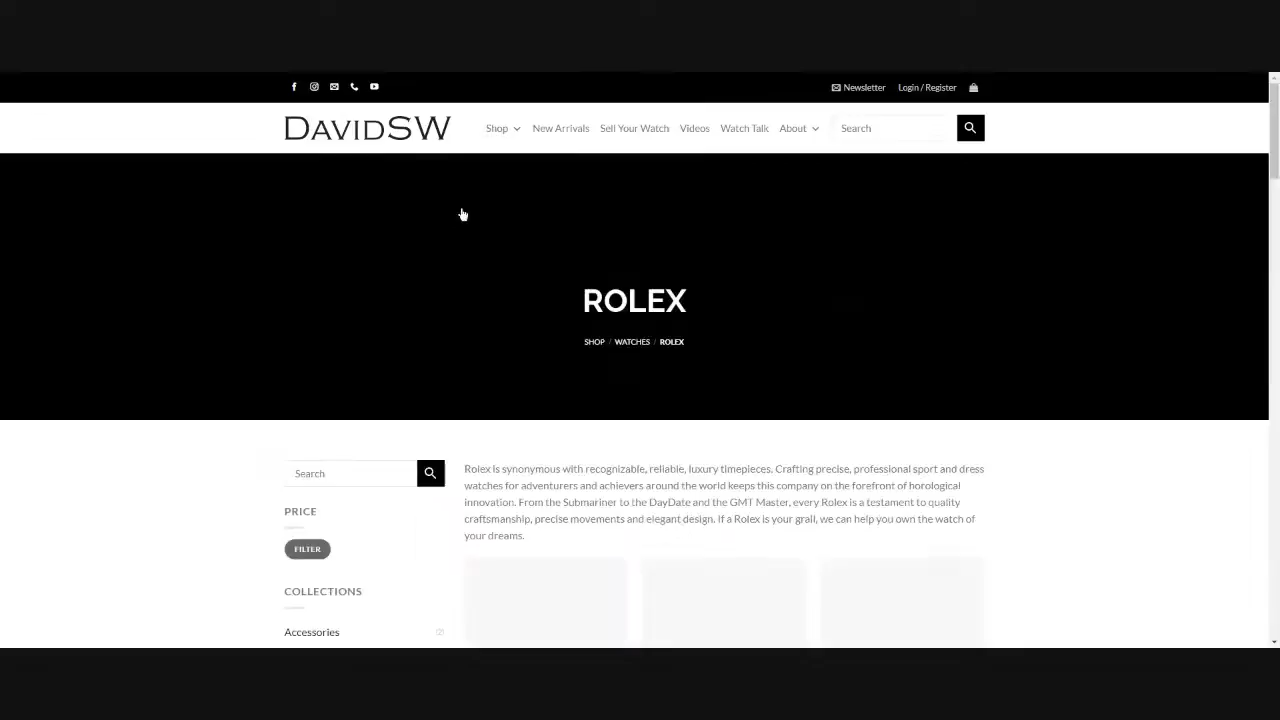 Newsletter Login / Register
DAVIDSW
Shop New Arrivals Sell Your Watch Videos Watch Talk About Search
ROLEX
SHOP / WATCHES / ROLEX
Search
Rolex is synonymous with recognizable, reliable, luxury timepieces. Crafting precise, professional sport and dress
watches for adventurers and achievers around the world keeps this company on the forefront of horological
innovation. From the Submariner to the DayDate and the GMT Master, every Rolex is a testament to quality
craftsmanship, precise movements and elegant design. If a Rolex is your grail, we can help you own the watch of
your dreams.
PRICE
FILTER
COLLECTIONS
Accessories (2)